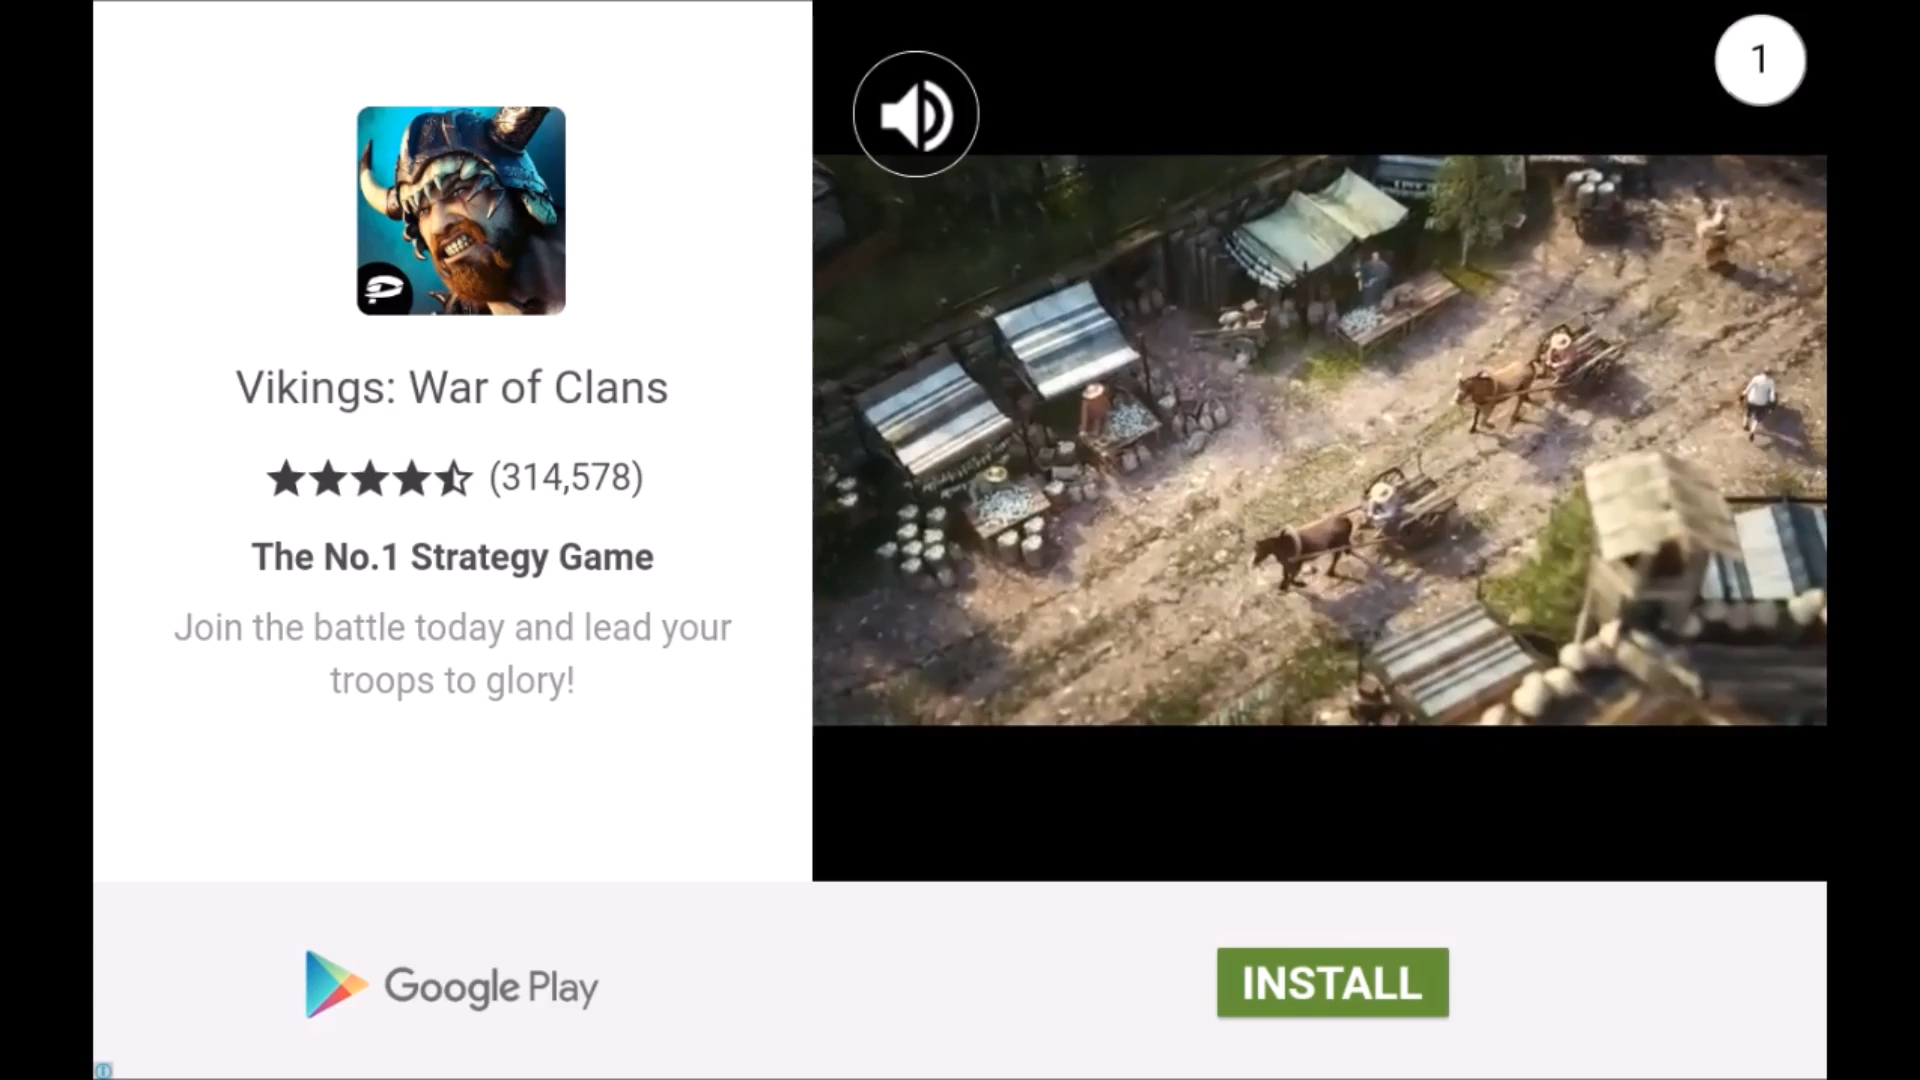 1
Vikings: War of Clans
(314,578)
The No.1 Strategy Game
Join the battle today and lead your
troops to glory!
Google Play
INSTALL